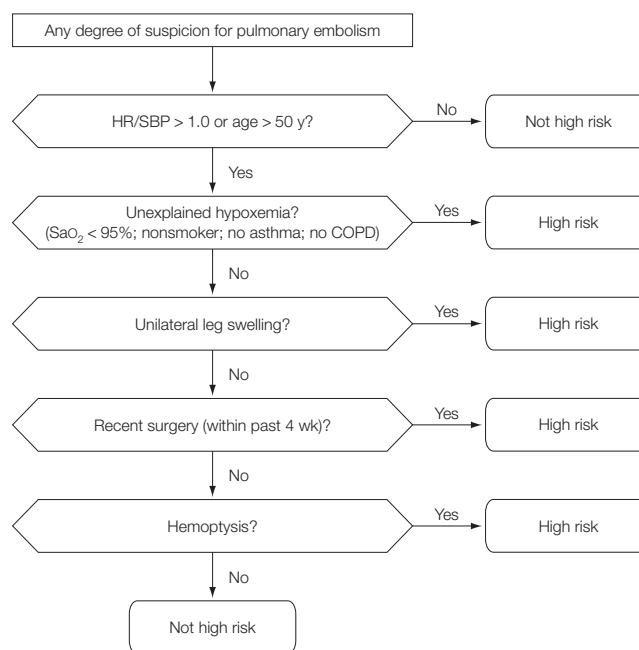 Any degree of suspicion for pulmonary embolism
HR/SBP > 1.0 or age > 50 y?
No
Not high risk
Yes
Unexplained hypoxemia?
(SaO₂ < 95%; nonsmoker; no asthma; no COPD)
Yes
High risk
No
Unilateral leg swelling?
Yes
High risk
No
Recent surgery (within past 4 wk)?
Yes
High risk
No
Hemoptysis?
Yes
High risk
No
Not high risk